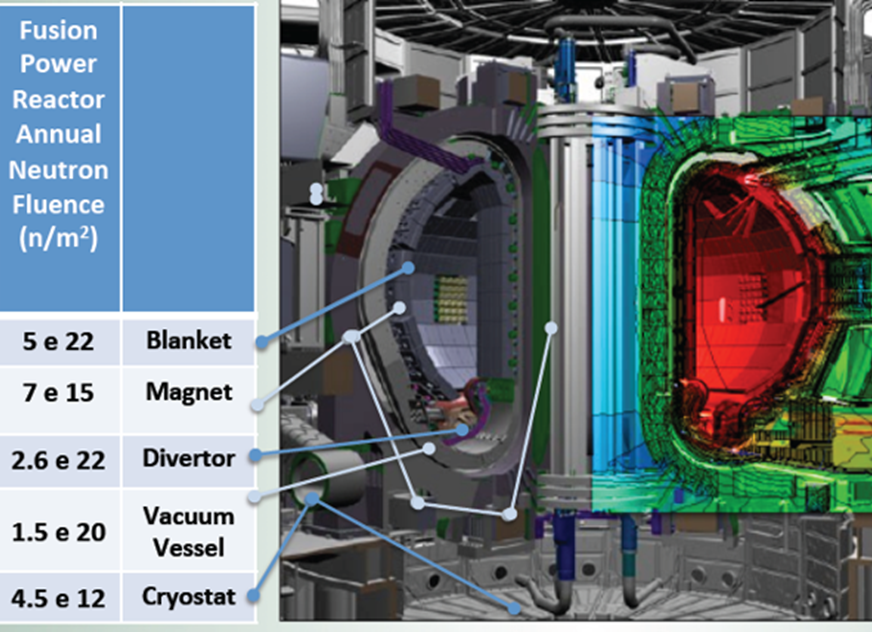 Fusion
Power
Reactor
Annual
Neutron
Fluence
(n/m²)
5 e 22 Blanket
7 e 15 Magnet
2.6 e 22 Divertor
1.5 e 20 Vacuum
Vessel
4.5 e 12 Cryostat